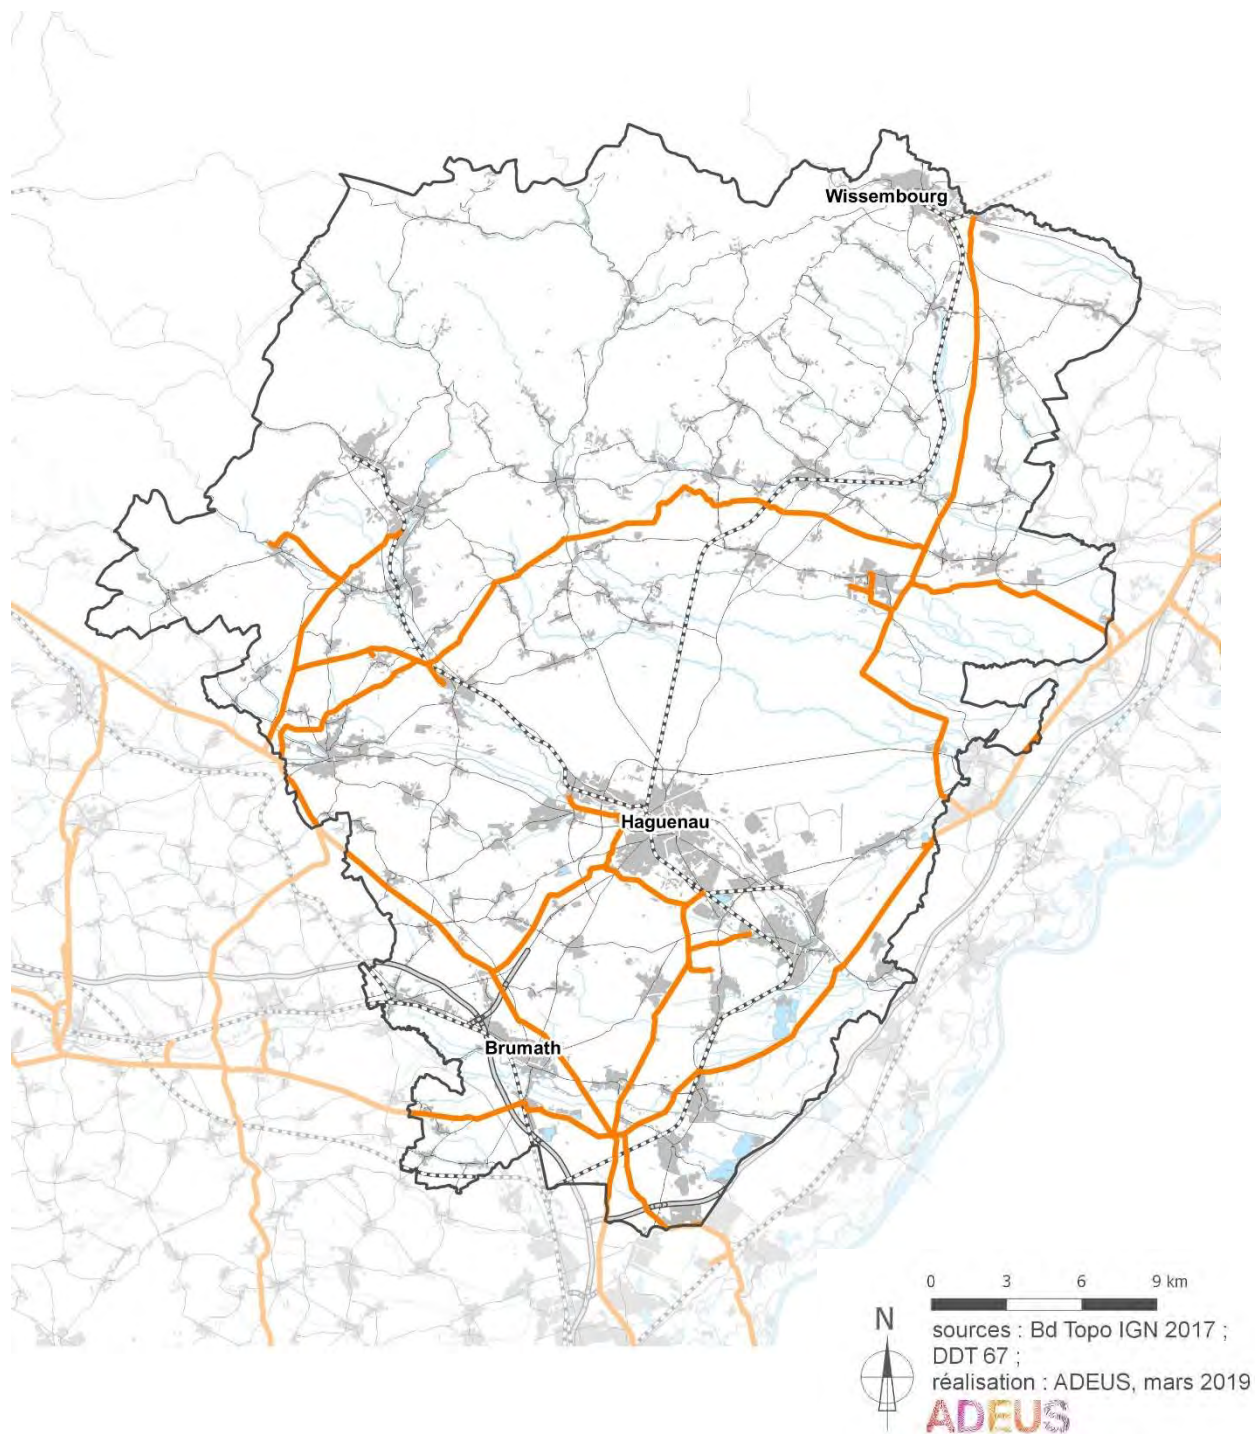 Wissembourg
Haguenau
Brumath
0 3 6 9 km
N
sources : Bd Topo IGN 2017 ;
DDT 67 ;
réalisation : ADEUS, mars 2019
ADEUS